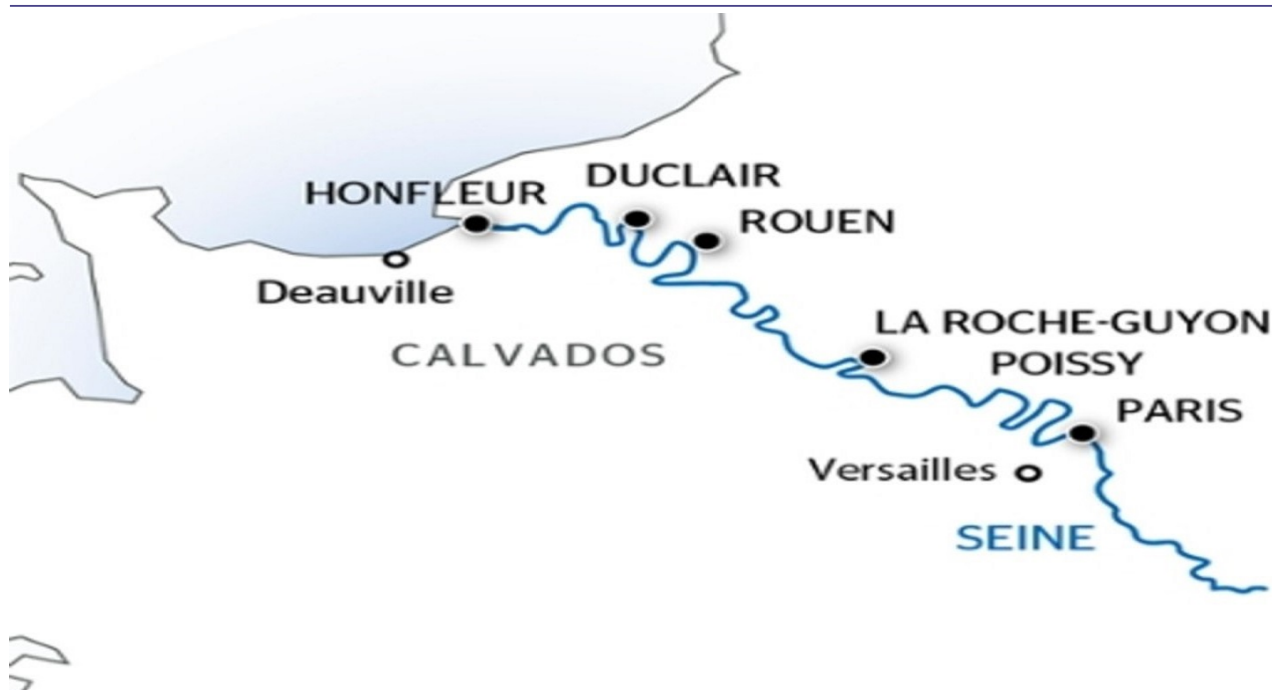 HONFLEUR
DUCLAIR
ROUEN
Deauville
CALVADOS
LA ROCHE-GUYON
POISSY
PARIS
Versailles
SEINE